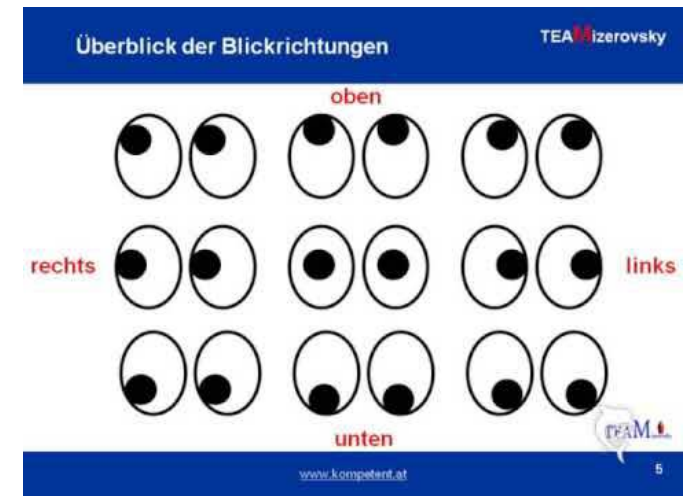 Überblick der Blickrichtungen
TEAMizerovsky
oben
rechts
links
unten
TEAM
www.kompetent.at
5